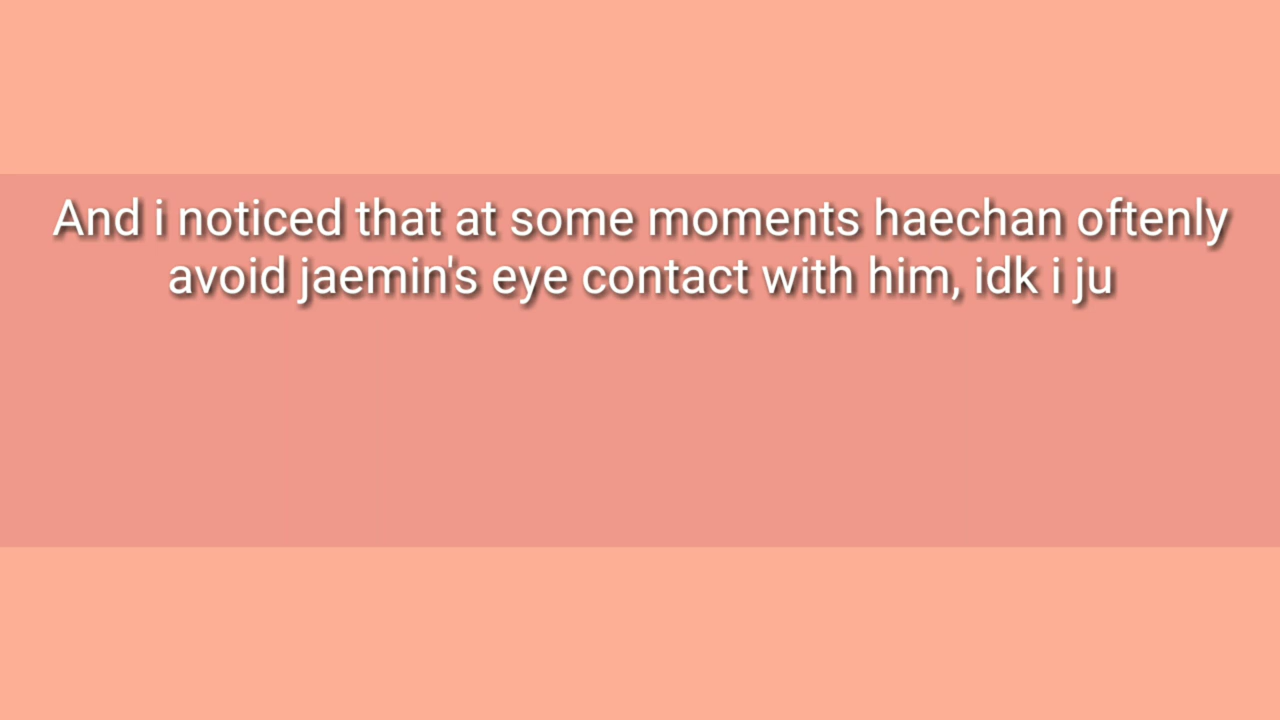 And i noticed that at some moments haechan oftenly
avoid jaemin's eye contact with him, idk i ju